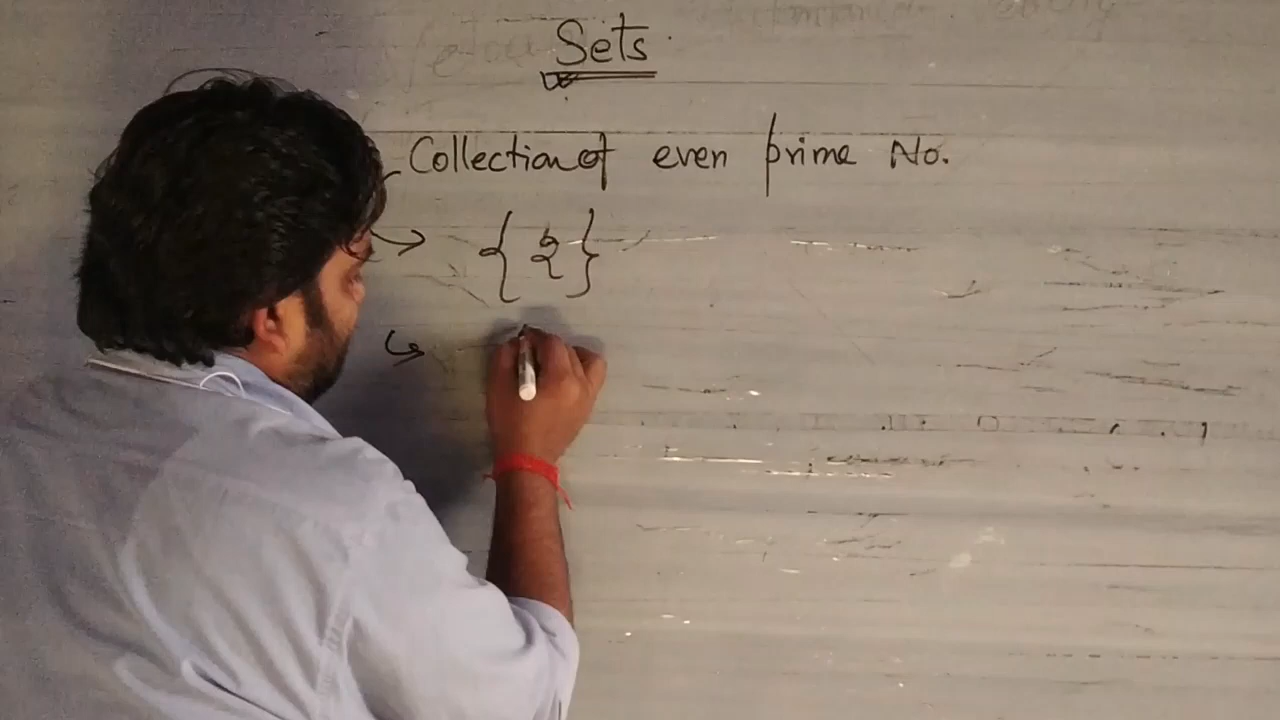 Sets
Collection of even prime No.
→ { 2 }
↳